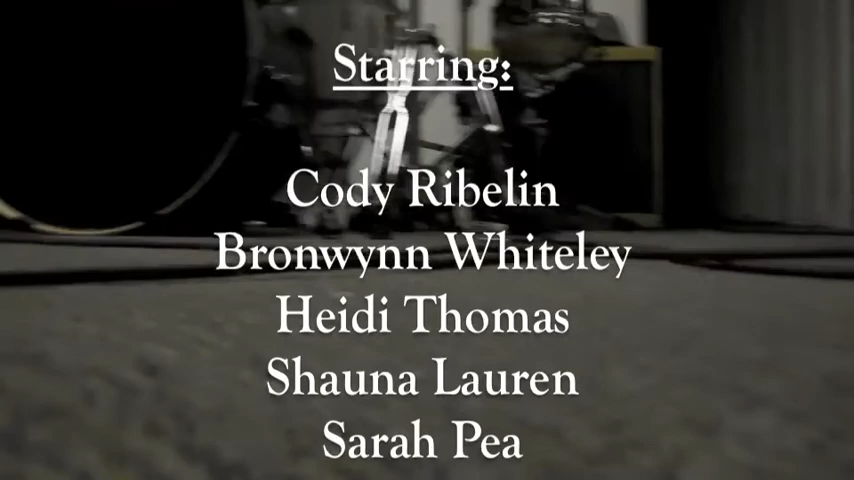 Starring:
Cody Ribelin
Bronwynn Whiteley
Heidi Thomas
Shauna Lauren
Sarah Pea